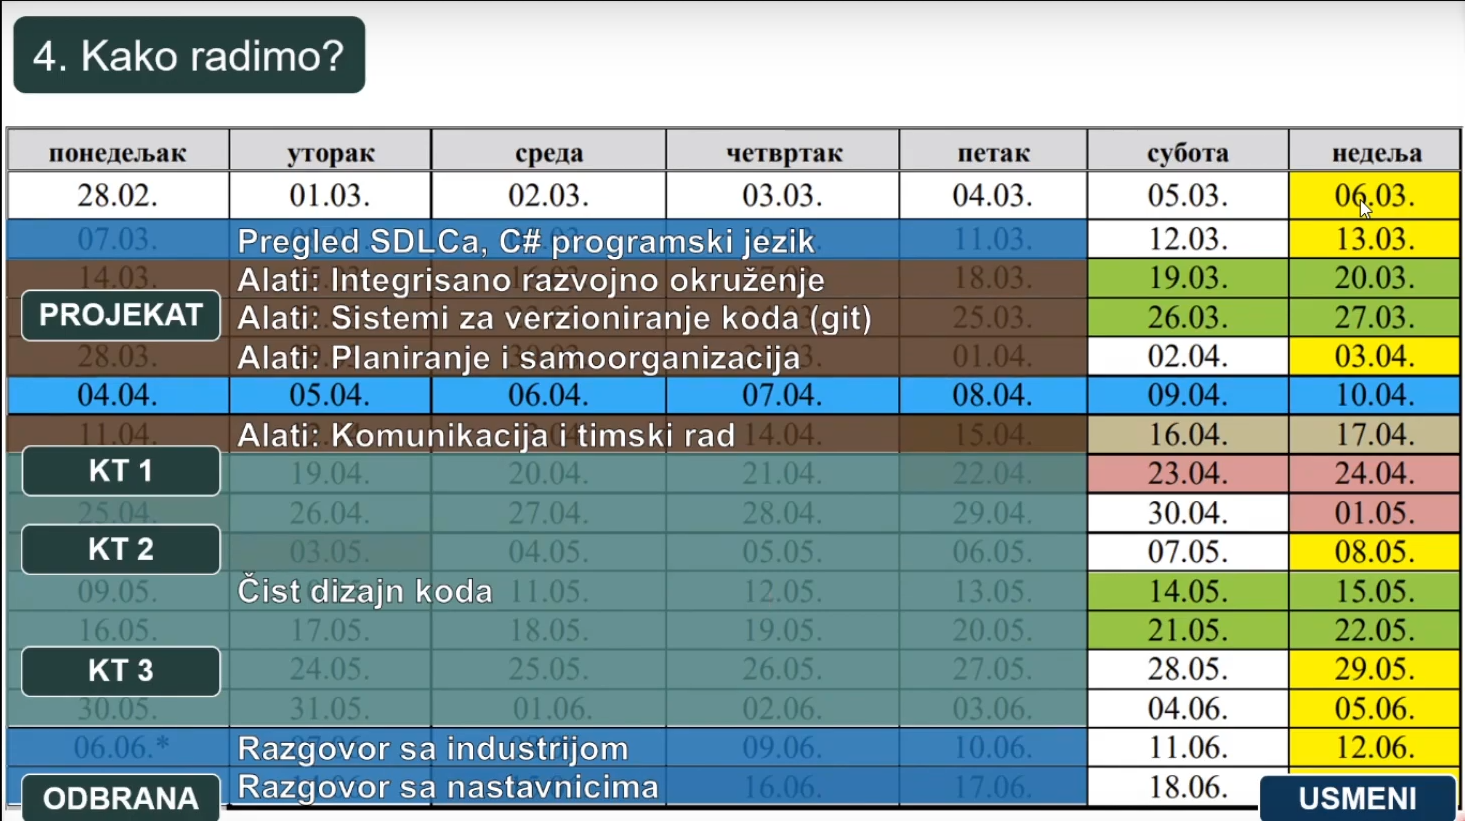 4. Kako radimo?
понедељак уторак среда четвртак петак субота недеља
28.02. 01.03. 02.03. 03.03. 04.03. 05.03. 06.03.
07.03. Pregled SDLCa, C# programski jezik 11.03. 12.03. 13.03.
14.03. Alati: Integrisano razvojno okruženje 18.03. 19.03. 20.03.
PROJEKAT Alati: Sistemi za verzioniranje koda (git) 25.03. 26.03. 27.03.
28.03. Alati: Planiranje i samoorganizacija 01.04. 02.04. 03.04.
04.04. 05.04. 06.04. 07.04. 08.04. 09.04. 10.04.
11.04. Alati: Komunikacija i timski rad 14.04. 15.04. 16.04. 17.04.
KT 1 19.04. 20.04. 21.04. 22.04. 23.04. 24.04.
25.04. 26.04. 27.04. 28.04. 29.04. 30.04. 01.05.
KT 2 03.05. 04.05. 05.05. 06.05. 07.05. 08.05.
09.05. Čist dizajn koda 11.05. 12.05. 13.05. 14.05. 15.05.
16.05. 17.05. 18.05. 19.05. 20.05. 21.05. 22.05.
KT 3 24.05. 25.05. 26.05. 27.05. 28.05. 29.05.
30.05. 31.05. 01.06. 02.06. 03.06. 04.06. 05.06.
06.06.* Razgovor sa industrijom 09.06. 10.06. 11.06. 12.06.
ODBRANA Razgovor sa nastavnicima 16.06. 17.06. 18.06. USMENI